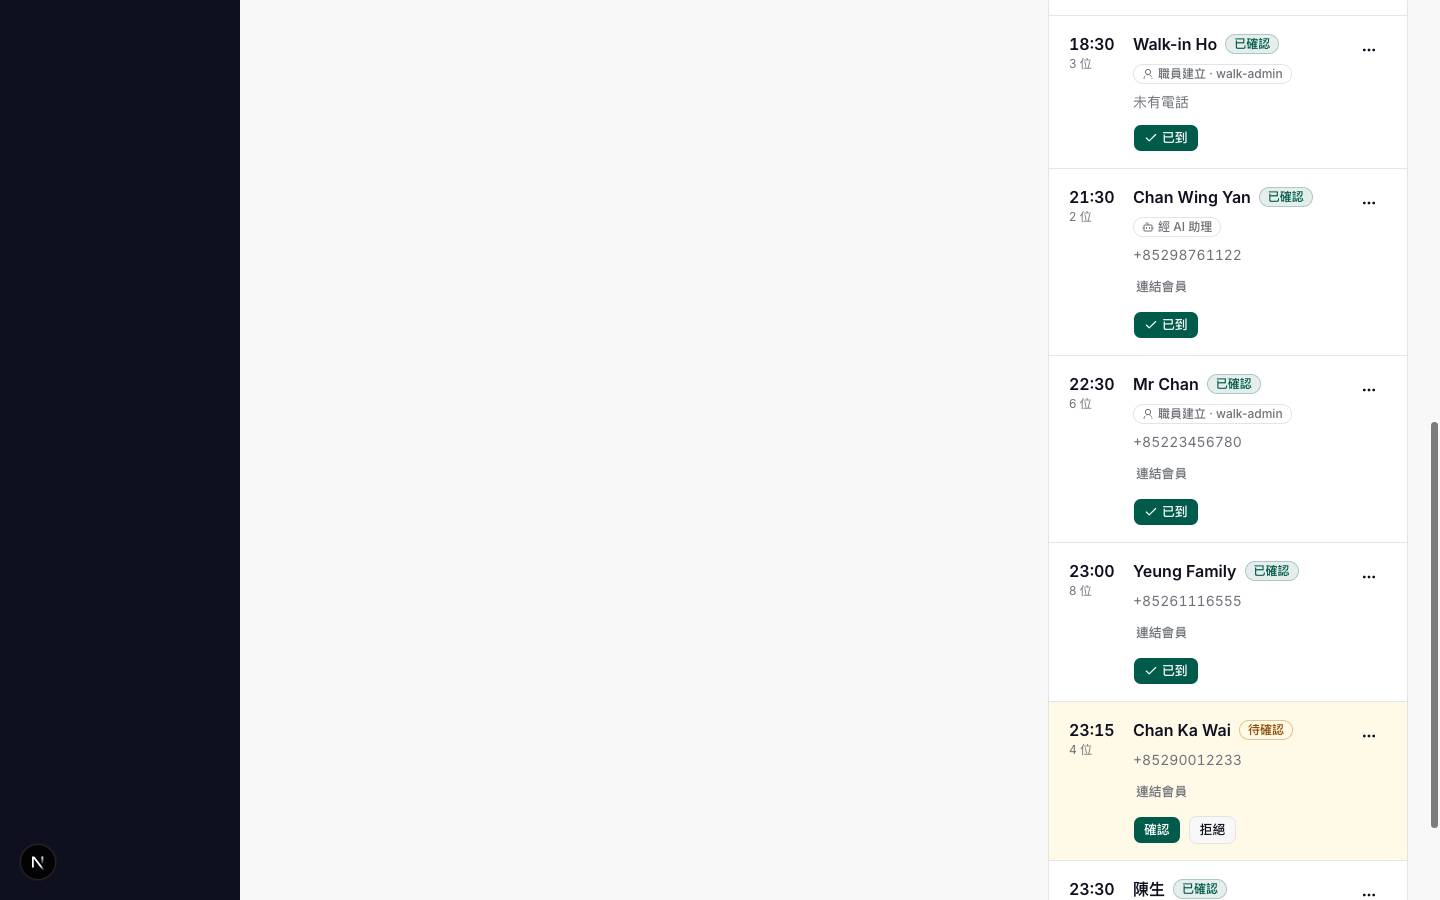 18:30 Walk-in Ho 已確認 ...
3 位
職員建立 · walk-admin
未有電話
已到
21:30 Chan Wing Yan 已確認 ...
2 位
經 AI 助理
+85298761122
連結會員
已到
22:30 Mr Chan 已確認 ...
6 位
職員建立 · walk-admin
+85223456780
連結會員
已到
23:00 Yeung Family 已確認 ...
8 位
+85261116555
連結會員
已到
23:15 Chan Ka Wai 待確認 ...
4 位
+85290012233
連結會員
確認 拒絕
N
23:30 陳生 已確認 ...